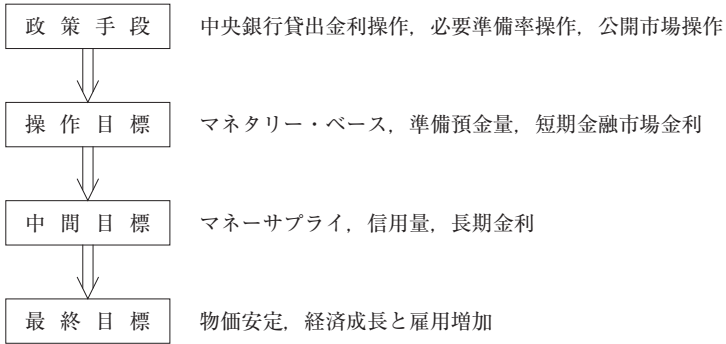 政策手段 中央銀行貸出金利操作，必要準備率操作，公開市場操作
操作目標 マネタリー・ベース，準備預金量，短期金融市場金利
中間目標 マネーサプライ，信用量，長期金利
最終目標 物価安定，経済成長と雇用増加